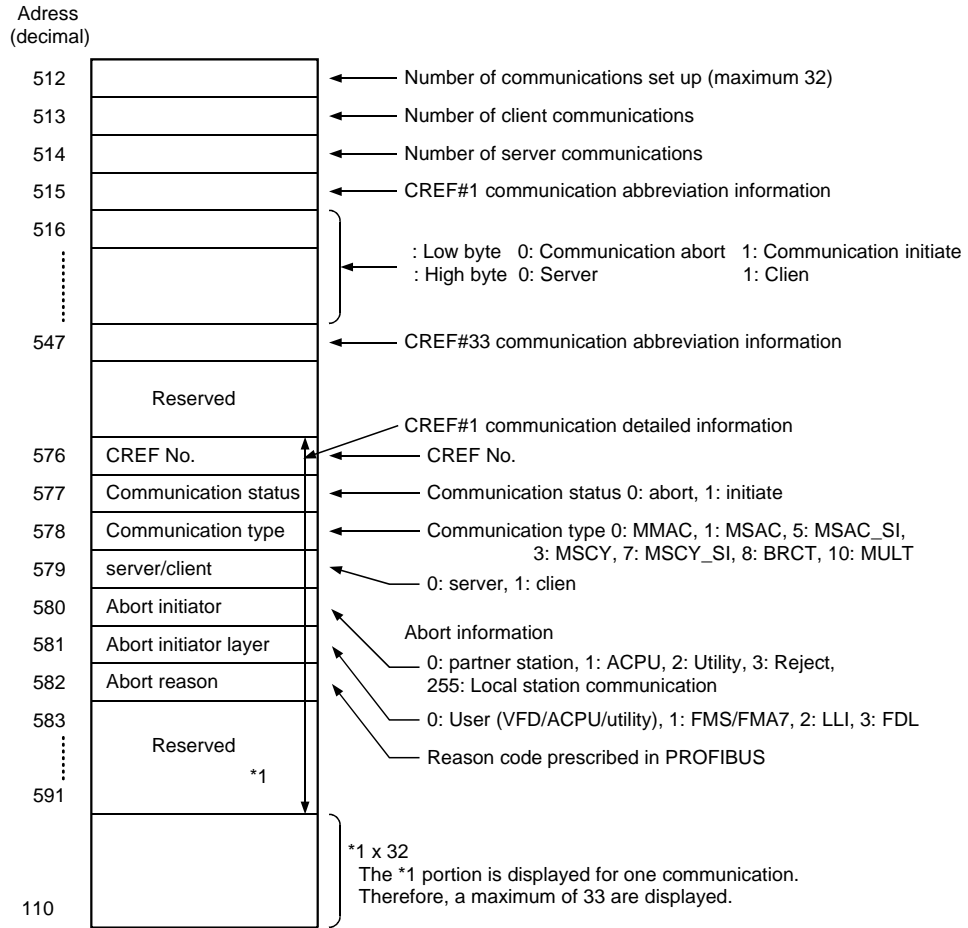 Adress
(decimal)
512 Number of communications set up (maximum 32)
513 Number of client communications
514 Number of server communications
515 CREF#1 communication abbreviation information
516
: Low byte 0: Communication abort 1: Communication initiate
: High byte 0: Server 1: Clien
547 CREF#33 communication abbreviation information
Reserved
CREF#1 communication detailed information
576 CREF No. CREF No.
577 Communication status Communication status 0: abort, 1: initiate
578 Communication type Communication type 0: MMAC, 1: MSAC, 5: MSAC_SI,
3: MSCY, 7: MSCY_SI, 8: BRCT, 10: MULT
579 server/client
0: server, 1: clien
580 Abort initiator
Abort information
581 Abort initiator layer
0: partner station, 1: ACPU, 2: Utility, 3: Reject,
255: Local station communication
582 Abort reason
583
0: User (VFD/ACPU/utility), 1: FMS/FMA7, 2: LLI, 3: FDL
Reserved
Reason code prescribed in PROFIBUS
*1
591
*1 x 32
The *1 portion is displayed for one communication.
Therefore, a maximum of 33 are displayed.
110